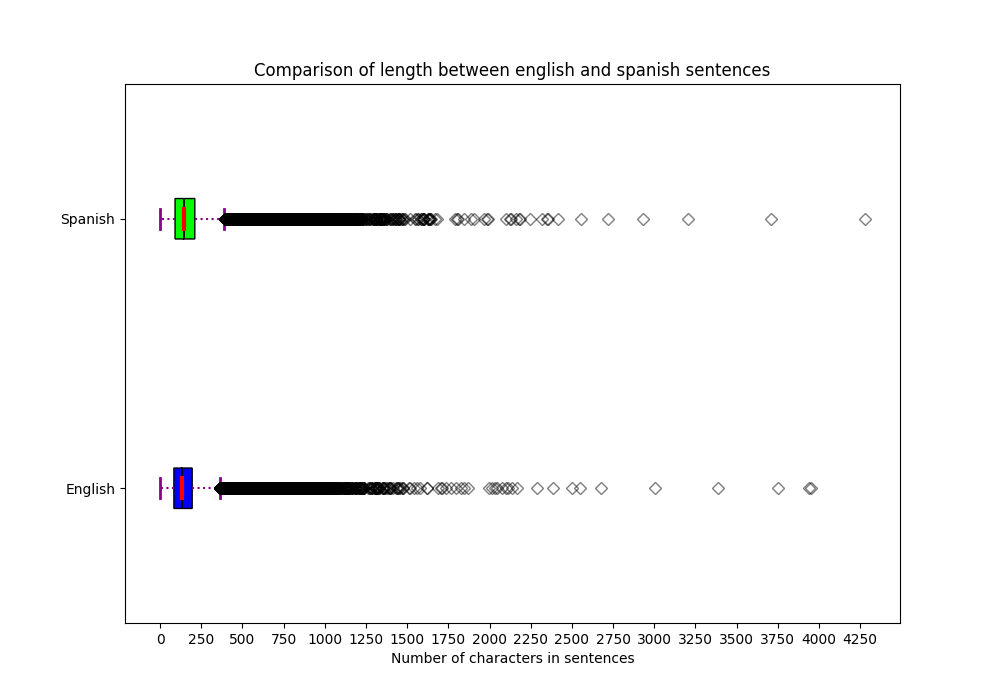 Comparison of length between english and spanish sentences
Spanish
English
0 250 500 750 1000 1250 1500 1750 2000 2250 2500 2750 3000 3250 3500 3750 4000 4250
Number of characters in sentences